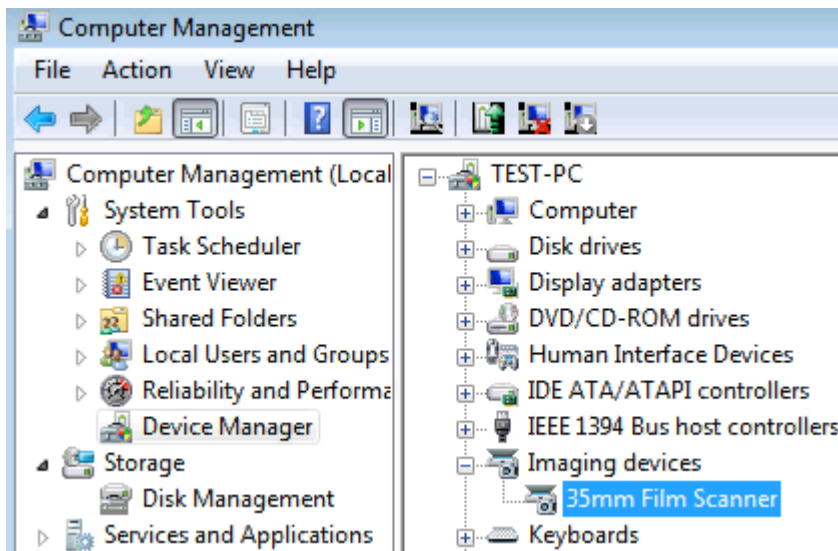 Computer Management
File Action View Help
Computer Management (Local
System Tools
Task Scheduler
Event Viewer
Shared Folders
Local Users and Groups
Reliability and Performa
Device Manager
Storage
Disk Management
Services and Applications
TEST-PC
Computer
Disk drives
Display adapters
DVD/CD-ROM drives
Human Interface Devices
IDE ATA/ATAPI controllers
IEEE 1394 Bus host controllers
Imaging devices
35mm Film Scanner
Keyboards